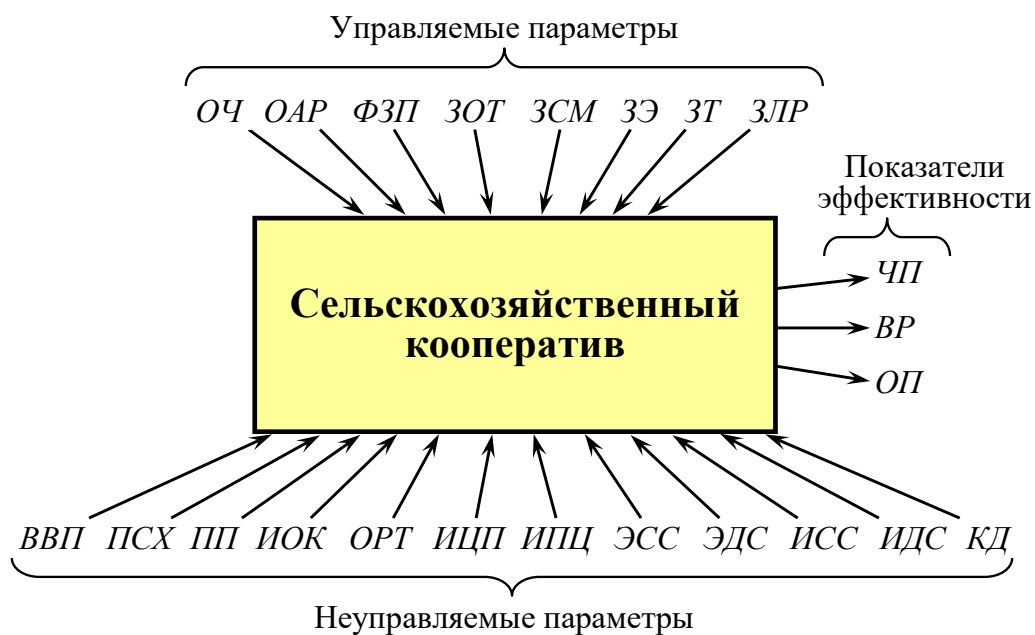 Управляемые параметры
ОЧ ОАР ФЗП ЗОТ ЗСМ ЗЭ ЗТ ЗЛР
Показатели
эффективности
Сельскохозяйственный
кооператив
ЧП
ВР
ОП
ВВП ПСХ ПП ИОК ОРТ ИЦП ИПЦ ЭСС ЭДС ИСС ИДС КД
Неуправляемые параметры